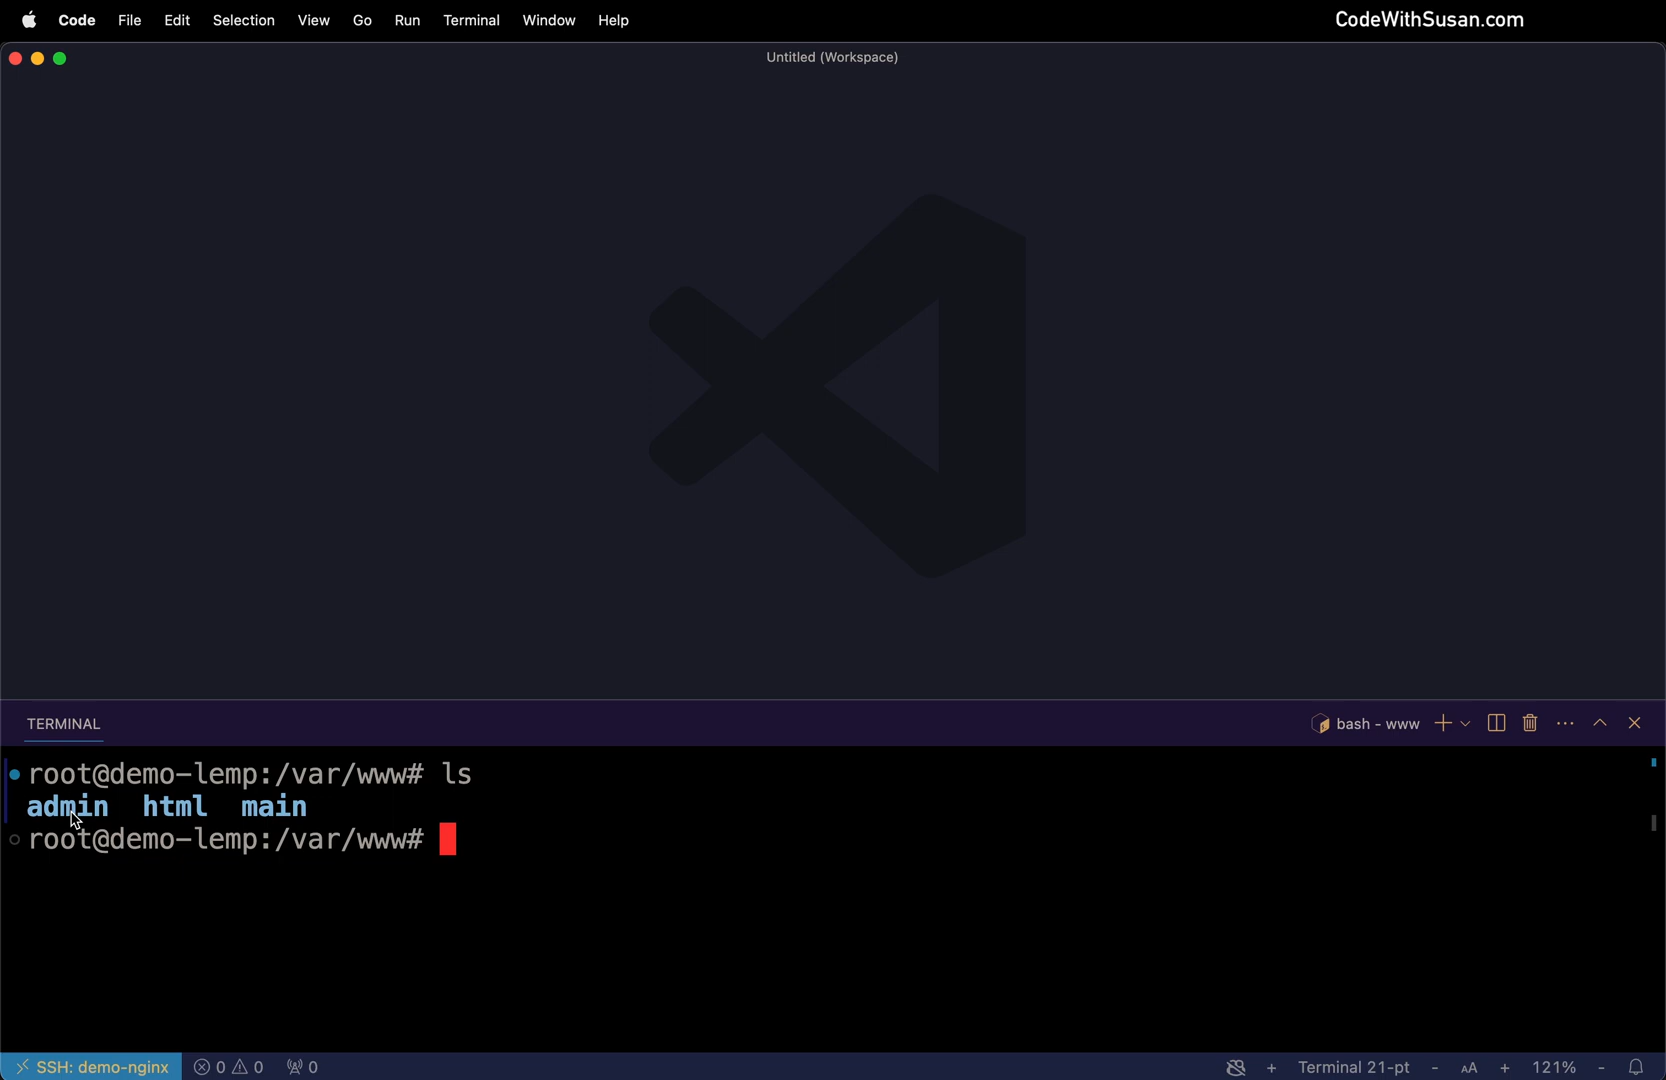 Code File Edit Selection View Go Run Terminal Window Help CodeWithSusan.com
Untitled (Workspace)
TERMINAL bash - www
root@demo-lemp:/var/www# ls
admin html main
root@demo-lemp:/var/www#
SSH: demo-nginx 0 0 0 + Terminal 21-pt - AA + 121% -